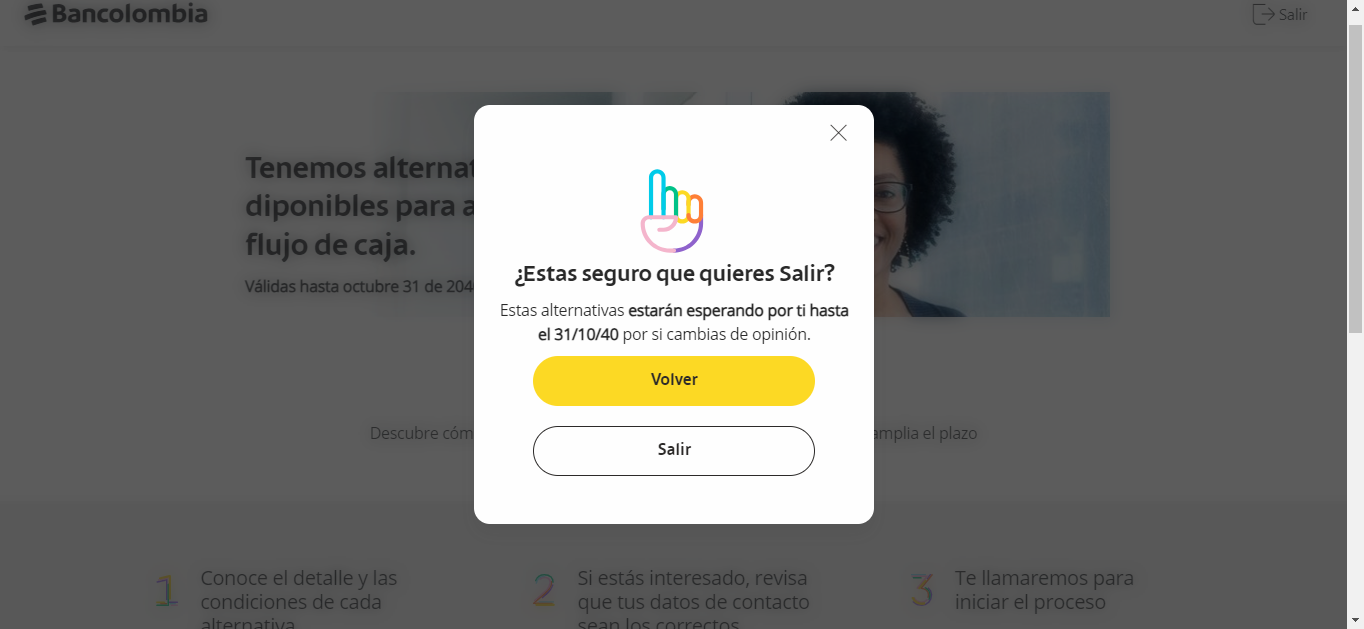 Bancolombia
Salir
Tenemos
diponibles para
flujo de caja.
Válidas hasta octubre 31 de
¿Estas seguro que quieres Salir?
Estas alternativas estarán esperando por ti hasta
el 31/10/40 por si cambias de opinión.
Volver
Salir
Descubre
amplia el plazo
1
Conoce el detalle y las
condiciones de cada
alternativa
2
Si estás interesado, revisa
que tus datos de contacto
sean los correctos
3
Te llamaremos para
iniciar el proceso